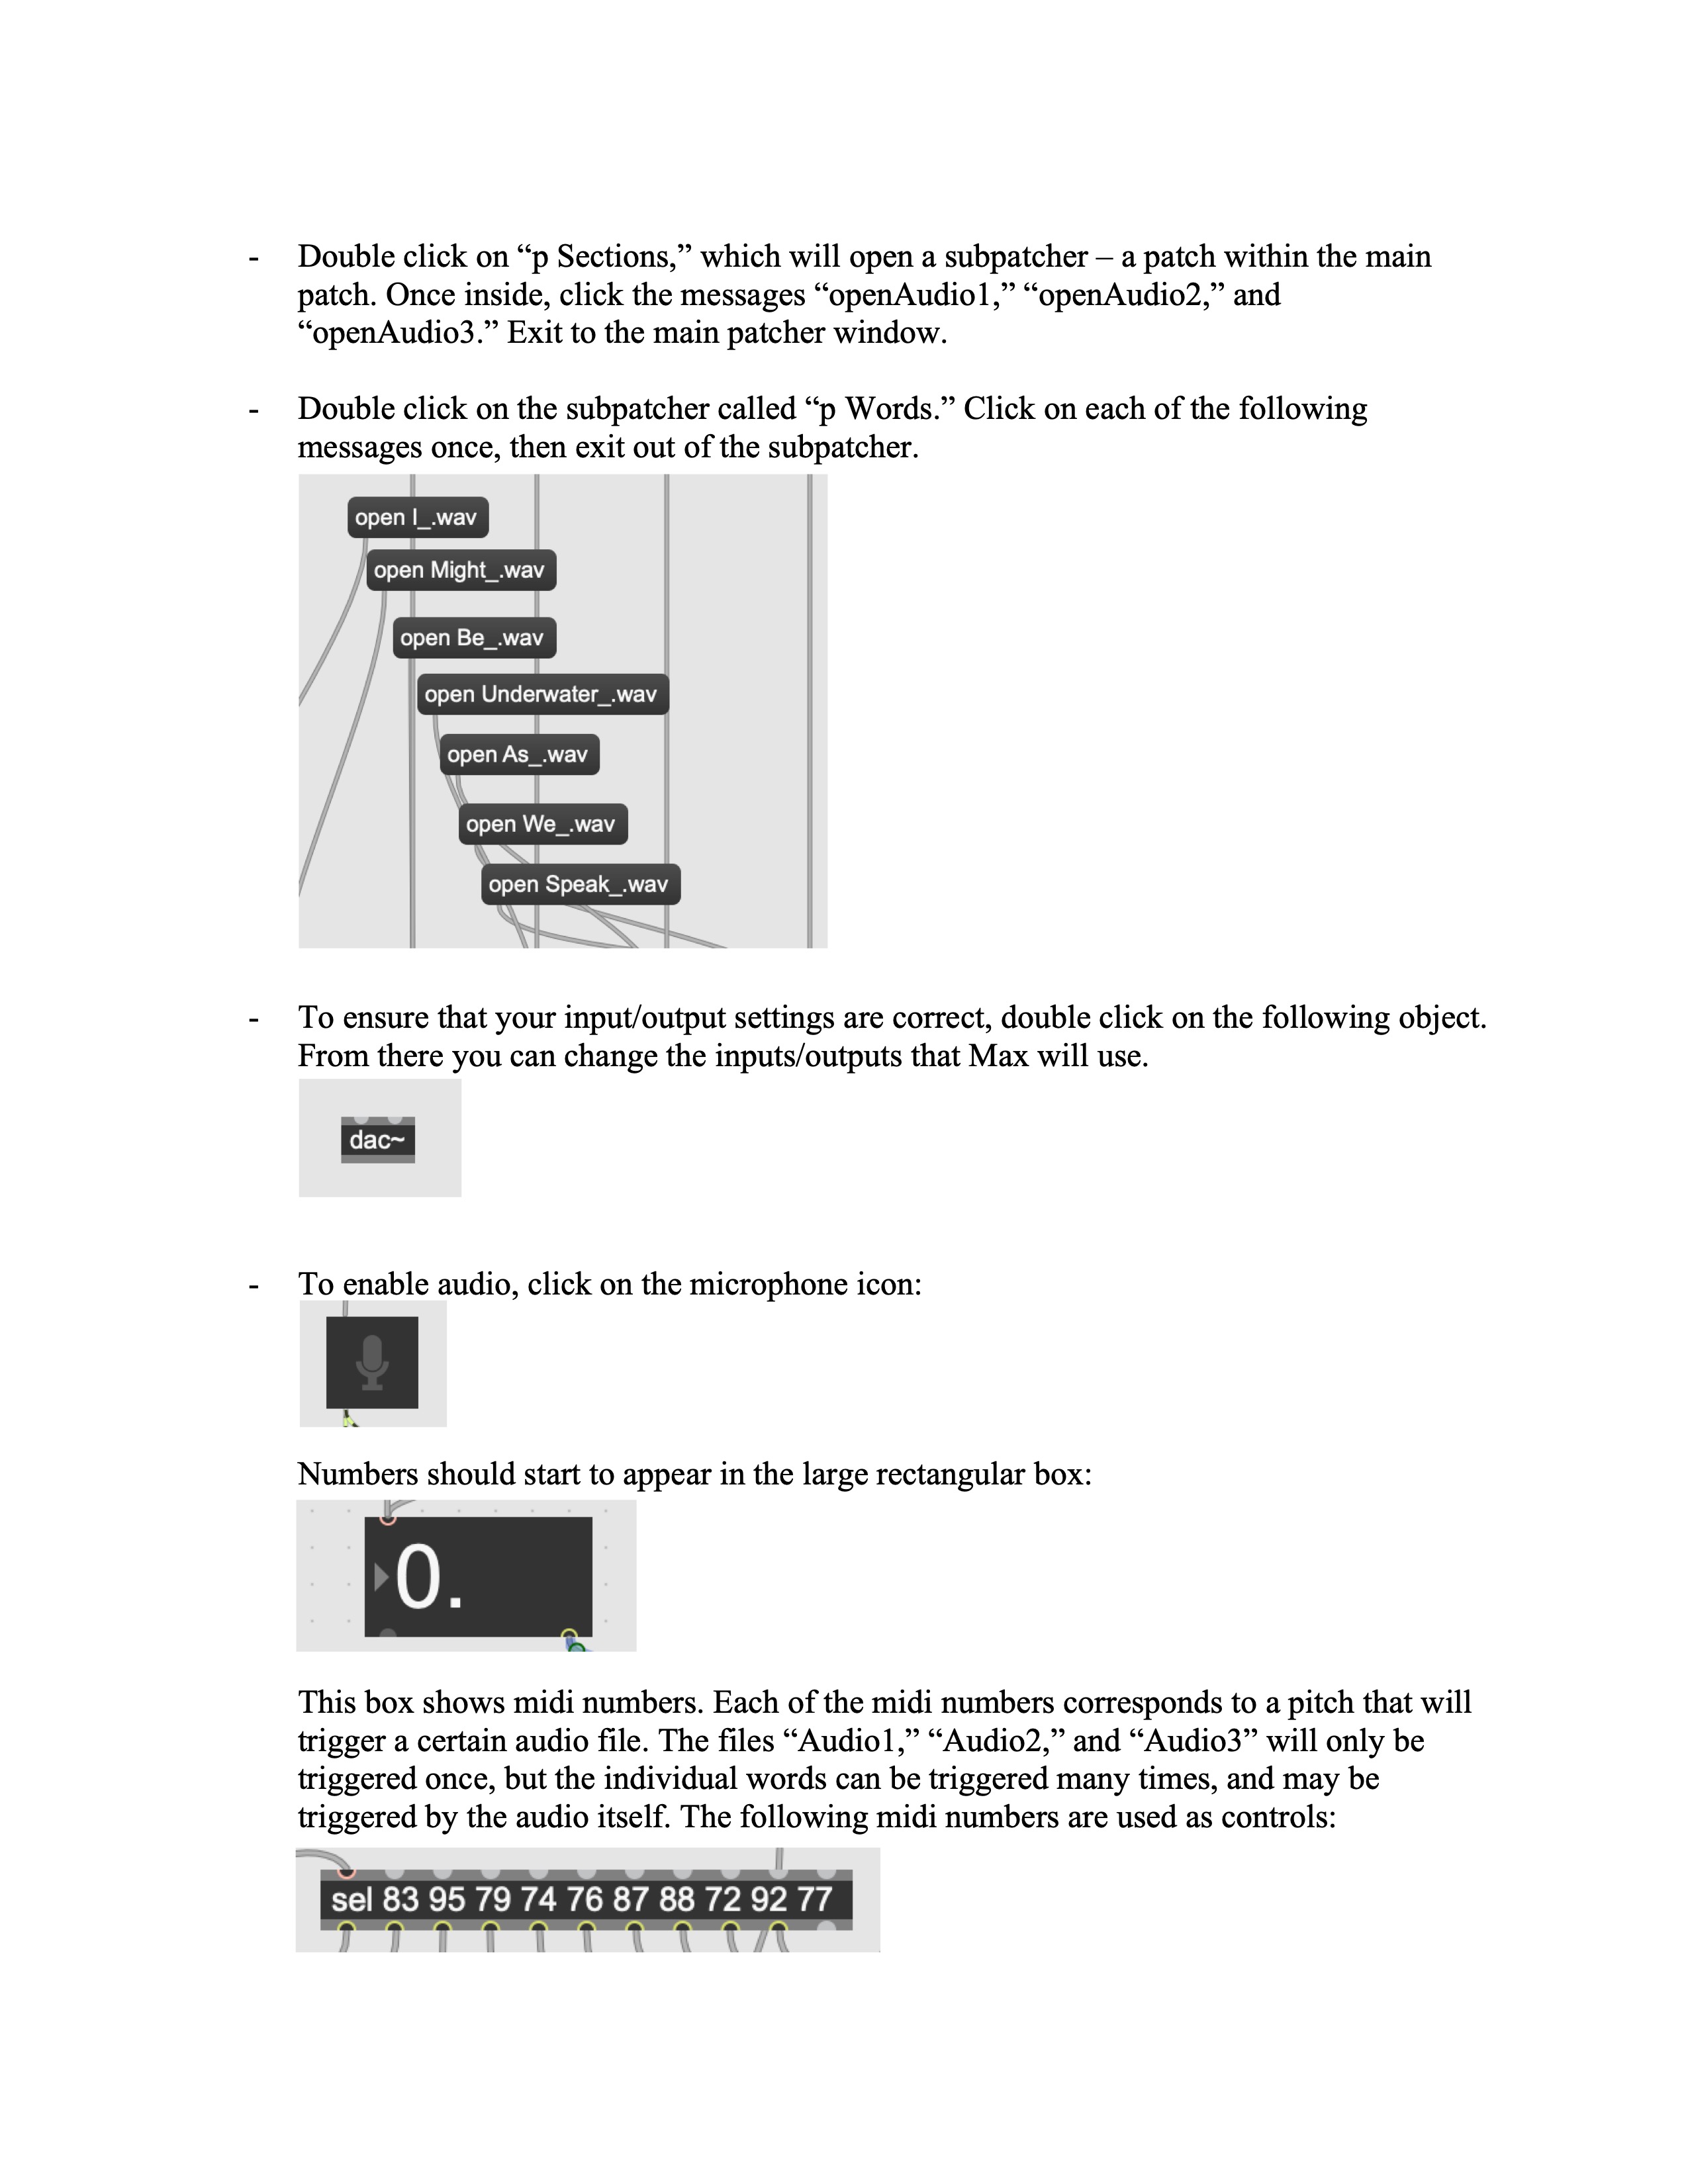 - Double click on “p Sections,” which will open a subpatcher – a patch within the main
patch. Once inside, click the messages “openAudio1,” “openAudio2,” and
“openAudio3.” Exit to the main patcher window.
- Double click on the subpatcher called “p Words.” Click on each of the following
messages once, then exit out of the subpatcher.
open I_.wav
open Might_.wav
open Be_.wav
open Underwater_.wav
open As_.wav
open We_.wav
open Speak_.wav
- To ensure that your input/output settings are correct, double click on the following object.
From there you can change the inputs/outputs that Max will use.
dac~
- To enable audio, click on the microphone icon:
Numbers should start to appear in the large rectangular box:
0.
This box shows midi numbers. Each of the midi numbers corresponds to a pitch that will
trigger a certain audio file. The files “Audio1,” “Audio2,” and “Audio3” will only be
triggered once, but the individual words can be triggered many times, and may be
triggered by the audio itself. The following midi numbers are used as controls:
sel 83 95 79 74 76 87 88 72 92 77